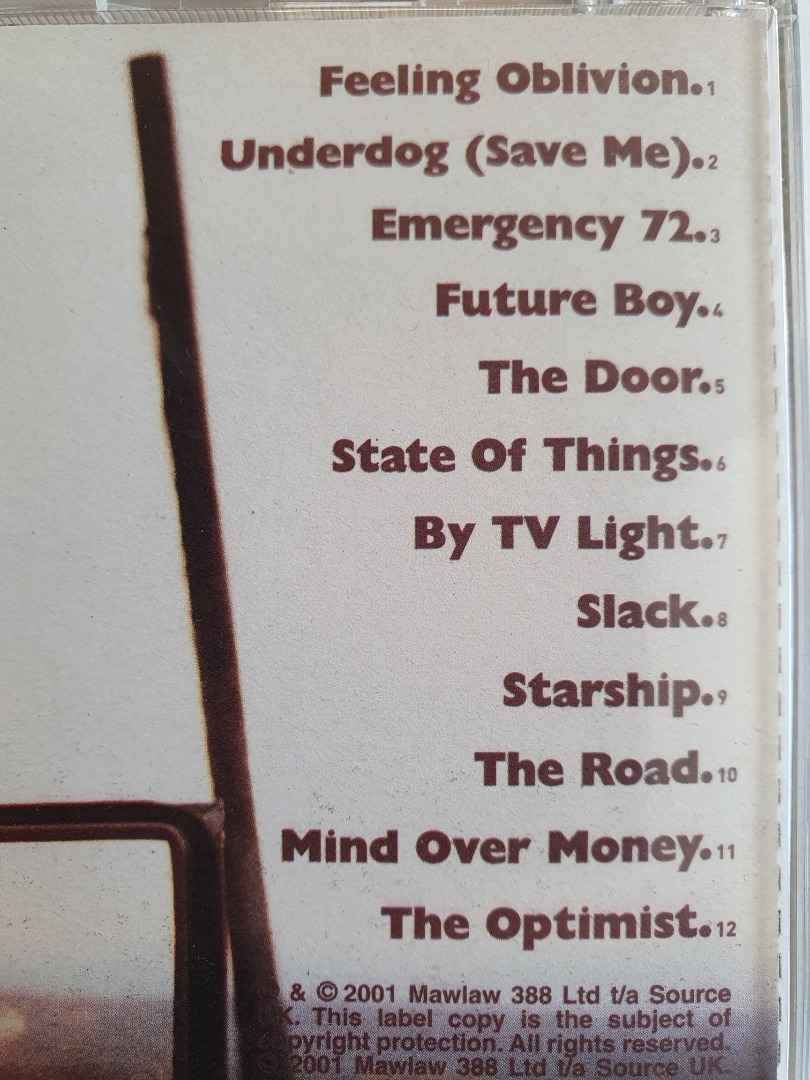 Feeling Oblivion.1
Underdog (Save Me).2
Emergency 72.3
Future Boy.4
The Door.5
State Of Things.6
By TV Light.7
Slack.8
Starship.9
The Road.10
Mind Over Money.11
The Optimist.12
& © 2001 Mawlaw 388 Ltd t/a Source
UK. This label copy is the subject of
copyright protection. All rights reserved.
© 2001 Mawlaw 388 Ltd t/a Source UK.